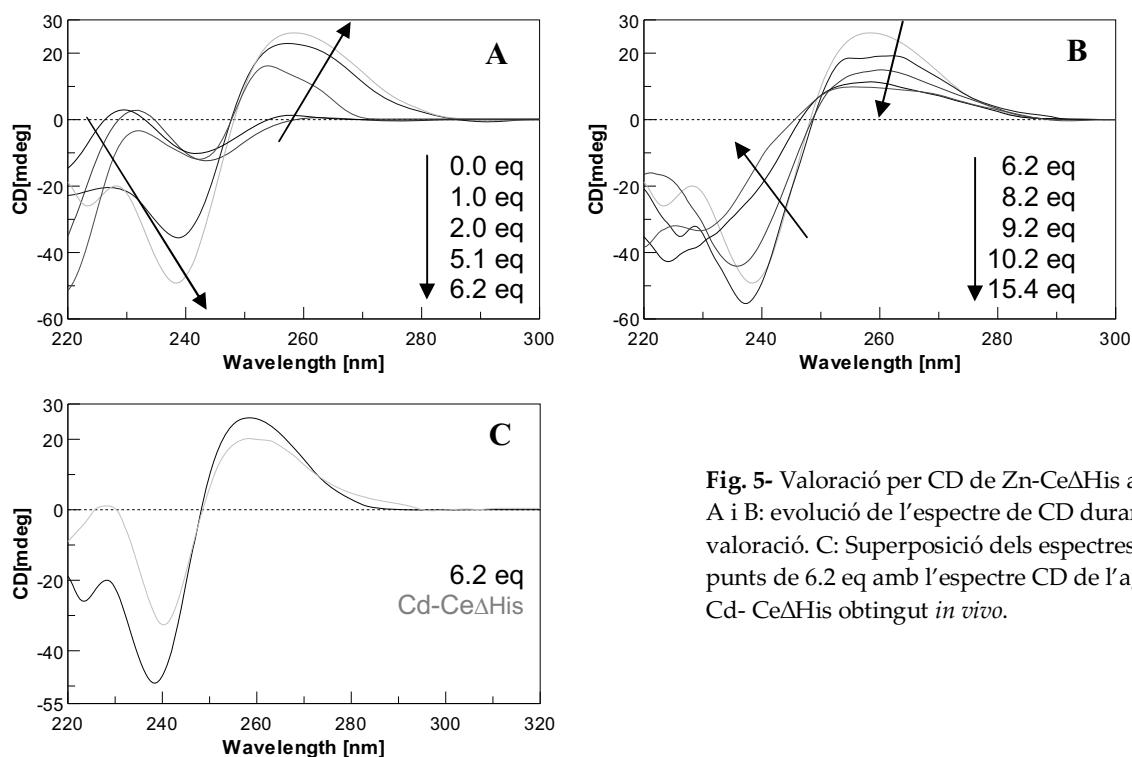 30
20
0
-20
-40
-60
CD[mdeg]
A
0.0 eq
1.0 eq
2.0 eq
5.1 eq
6.2 eq
220
240
260
280
300
Wavelength [nm]
30
20
0
-20
-40
-60
CD[mdeg]
B
6.2 eq
8.2 eq
9.2 eq
10.2 eq
15.4 eq
220
240
260
280
300
Wavelength [nm]
30
20
0
-20
-40
-55
CD[mdeg]
C
6.2 eq
Cd-CeΔHis
220
240
260
280
300
320
Wavelength [nm]
Fig. 5- Valoració per CD de Zn-CeΔHis a
A i B: evolució de l'espectre de CD duran
valoració. C: Superposició dels espectres
punts de 6.2 eq amb l'espectre CD de l'a
Cd- CeΔHis obtingut in vivo.